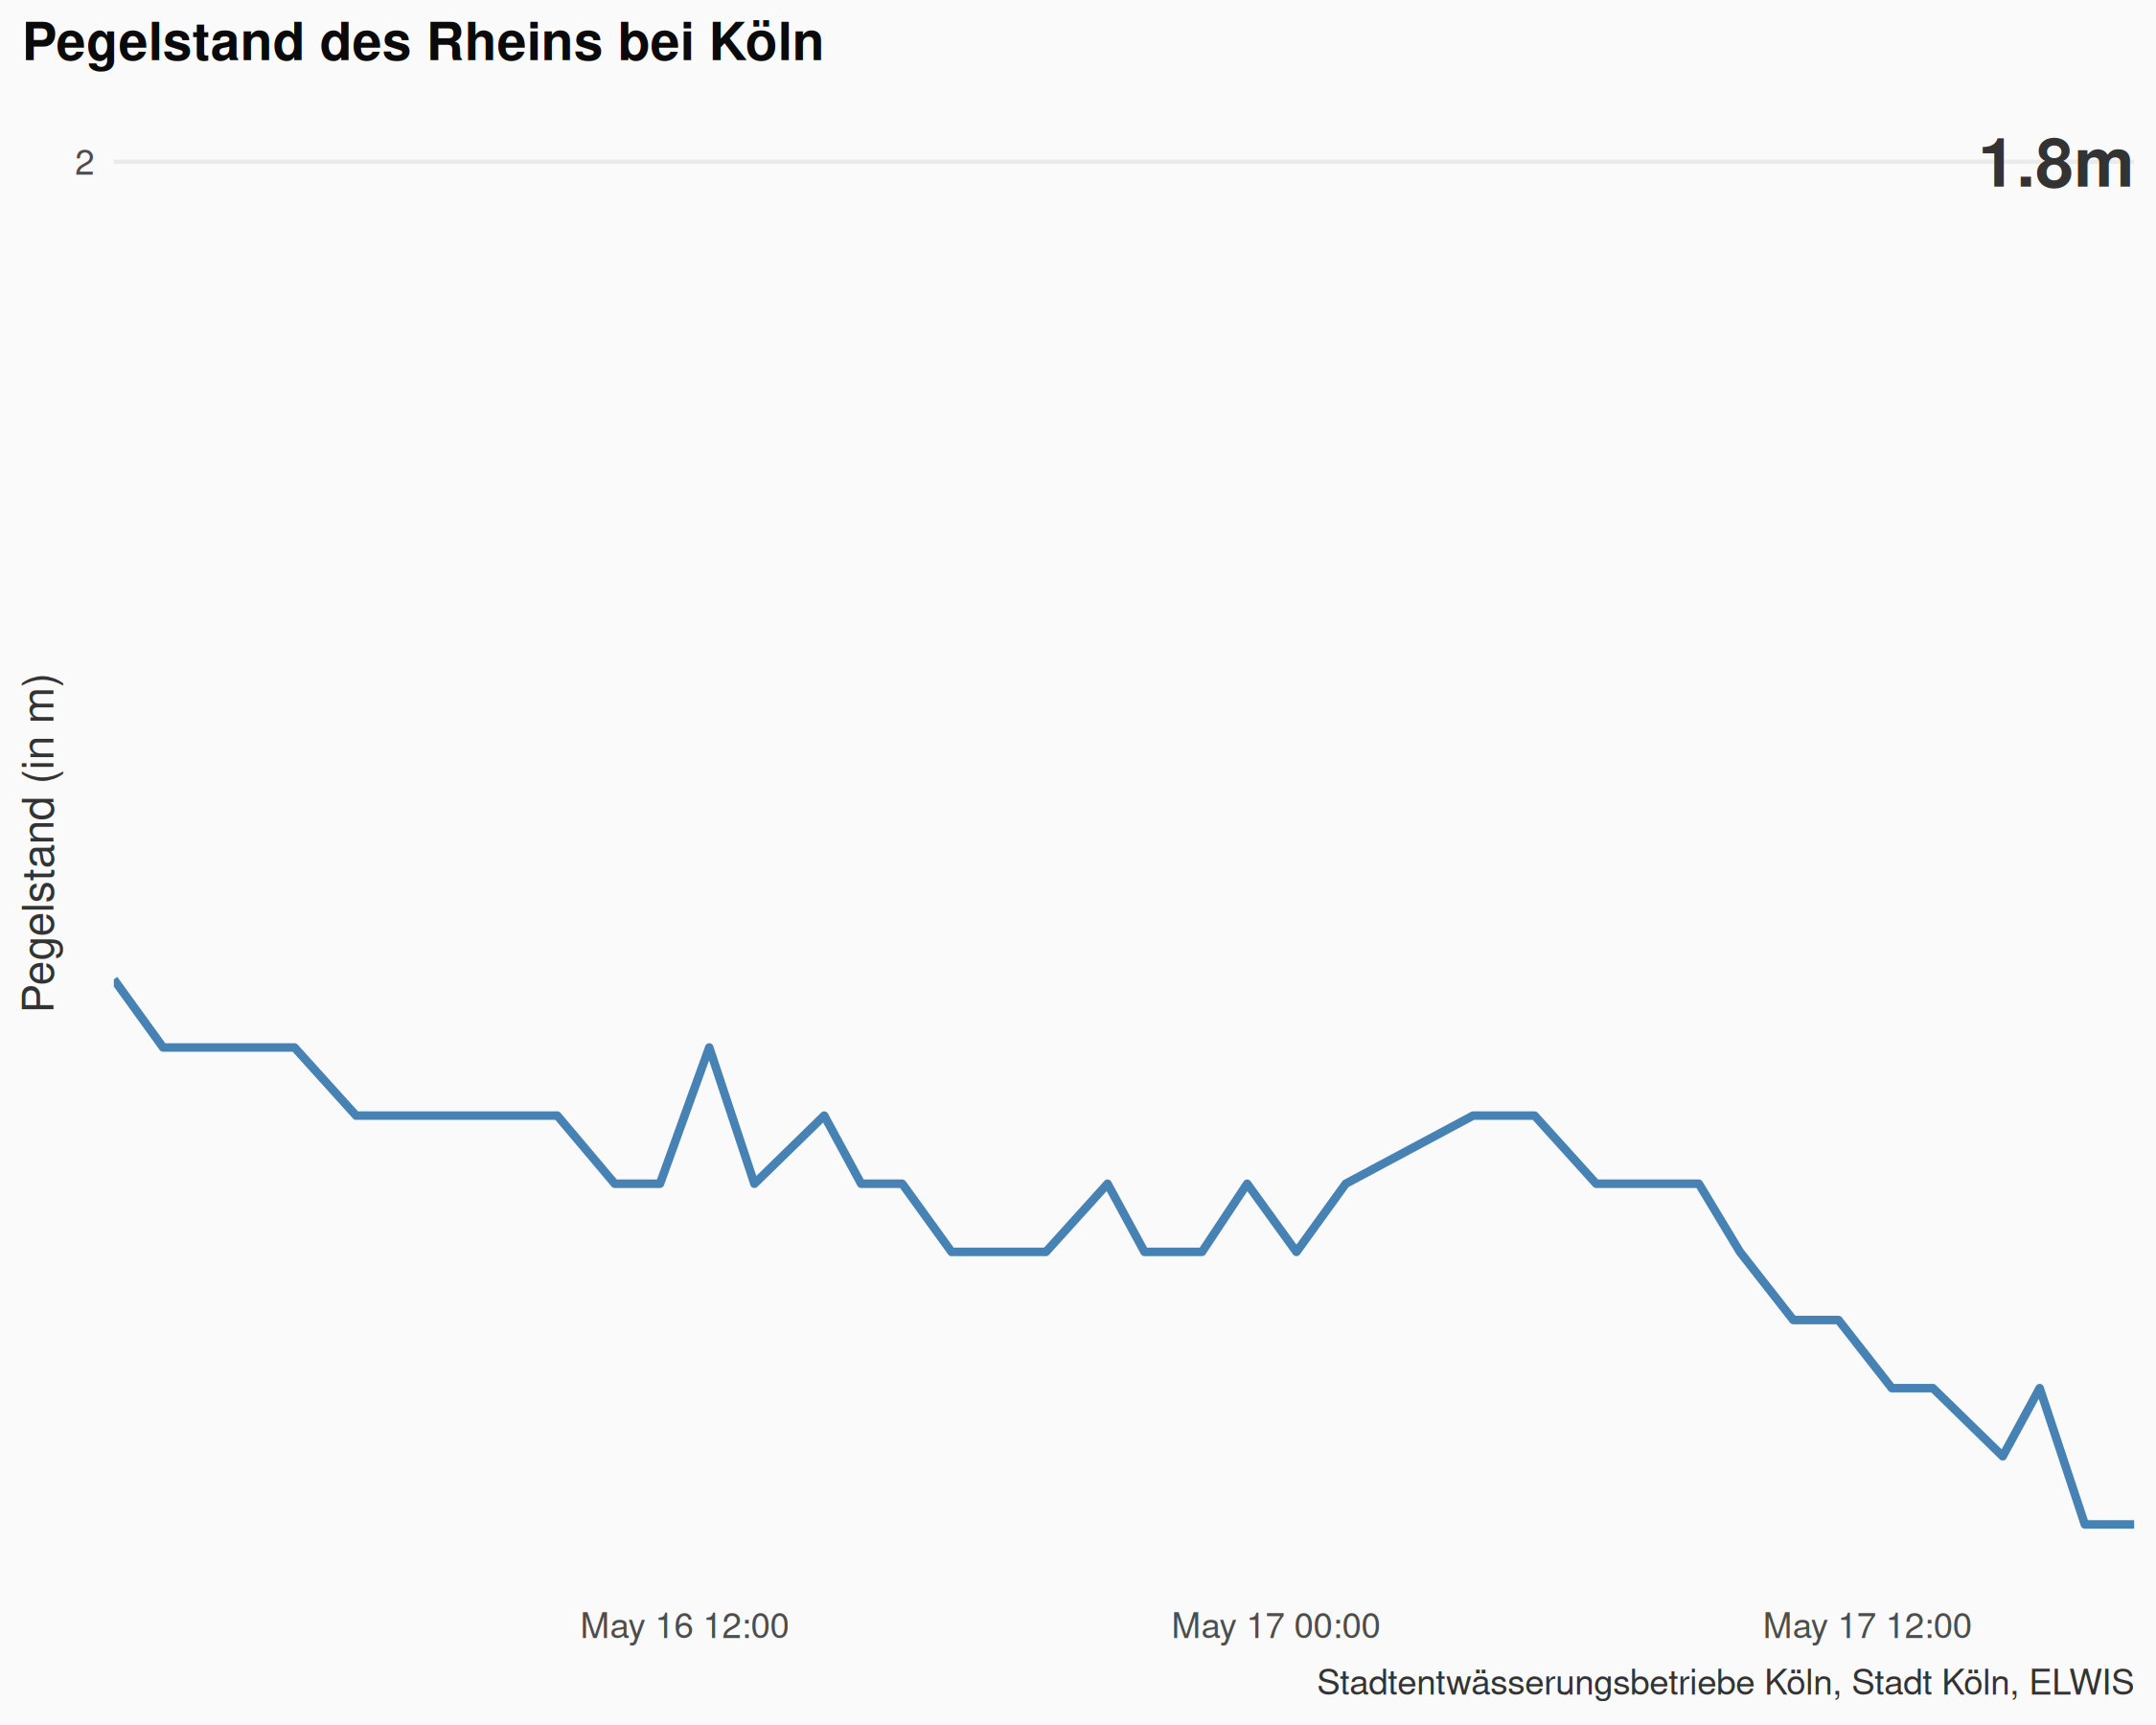 Pegelstand des Rheins bei Köln
2
1.8m
Pegelstand (in m)
May 16 12:00
May 17 00:00
May 17 12:00
Stadtentwässerungsbetriebe Köln, Stadt Köln, ELWIS